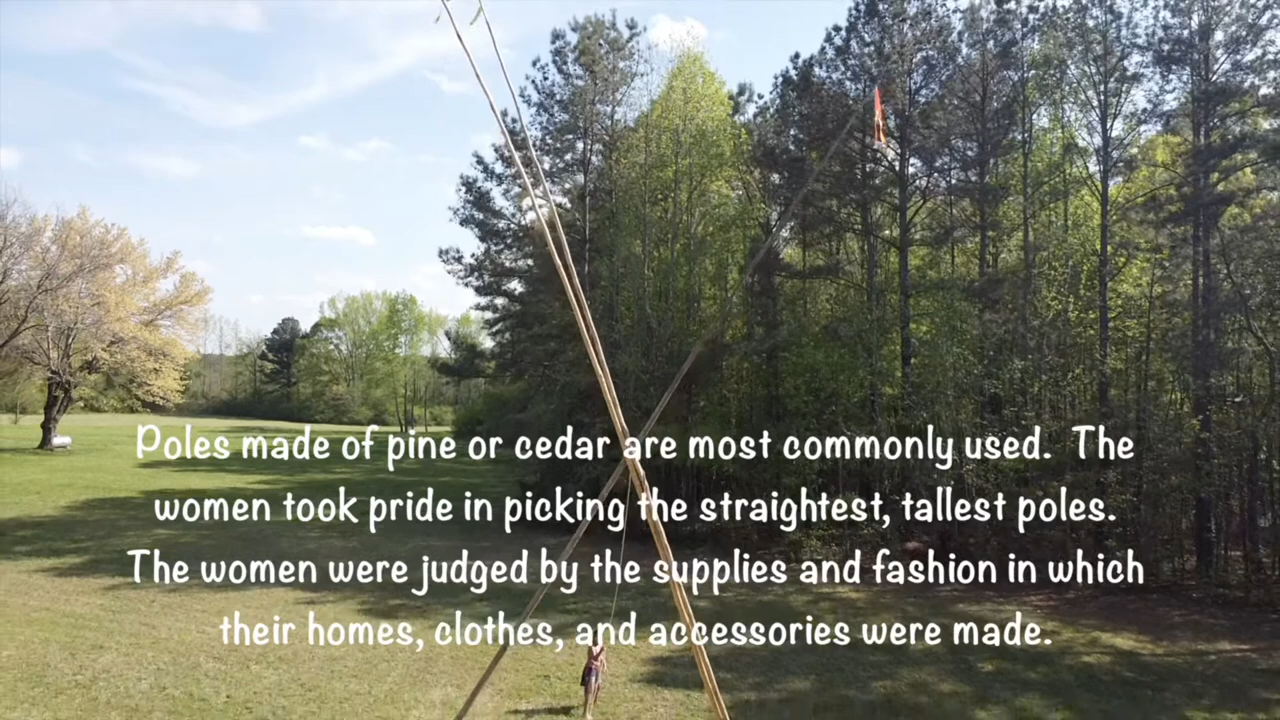 Poles made of pine or cedar are most commonly used. The
women took pride in picking the straightest, tallest poles.
The women were judged by the supplies and fashion in which
their homes, clothes, and accessories were made.